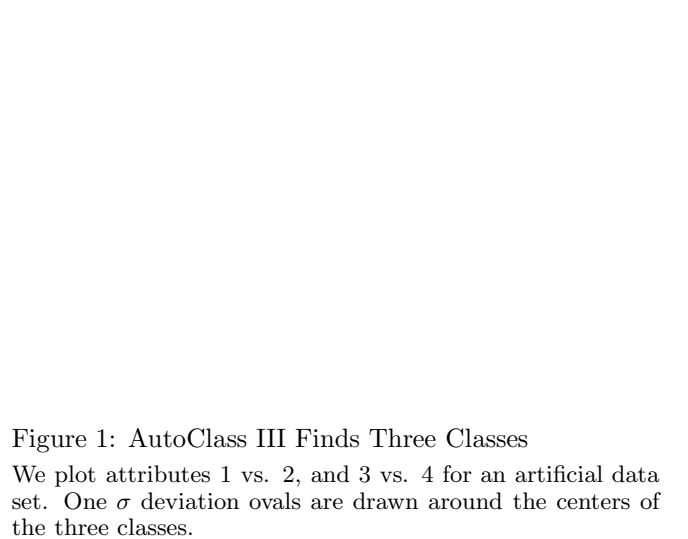 Figure 1: AutoClass III Finds Three Classes
We plot attributes 1 vs. 2, and 3 vs. 4 for an artificial data
set. One σ deviation ovals are drawn around the centers of
the three classes.